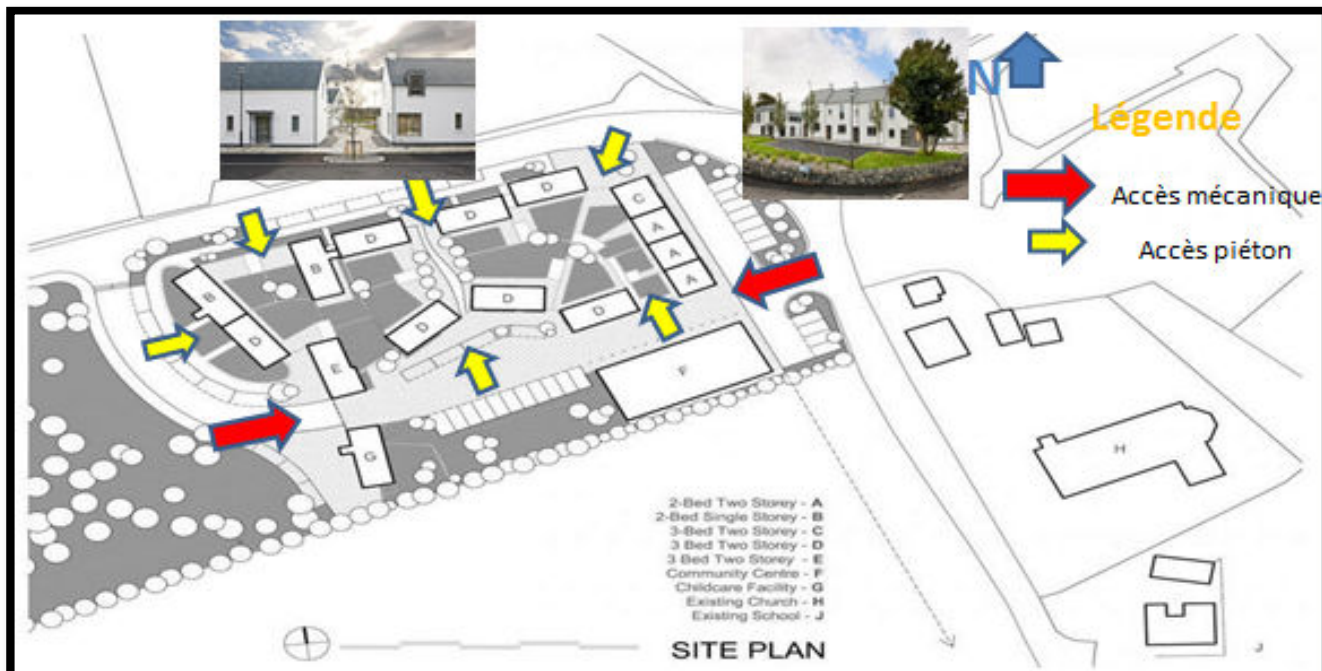 N
Légende
Accès mécanique
Accès piéton
D
C
D
A
D
B
A
A
B
D
D
D
D
E
F
G
H
2-Bed Two Storey - A
2-Bed Single Storey - B
3-Bed Two Storey - C
3 Bed Two Storey - D
3 Bed Two Storey - E
Community Centre - F
Childcare Facility - G
Existing Church - H
Existing School - J
SITE PLAN
J